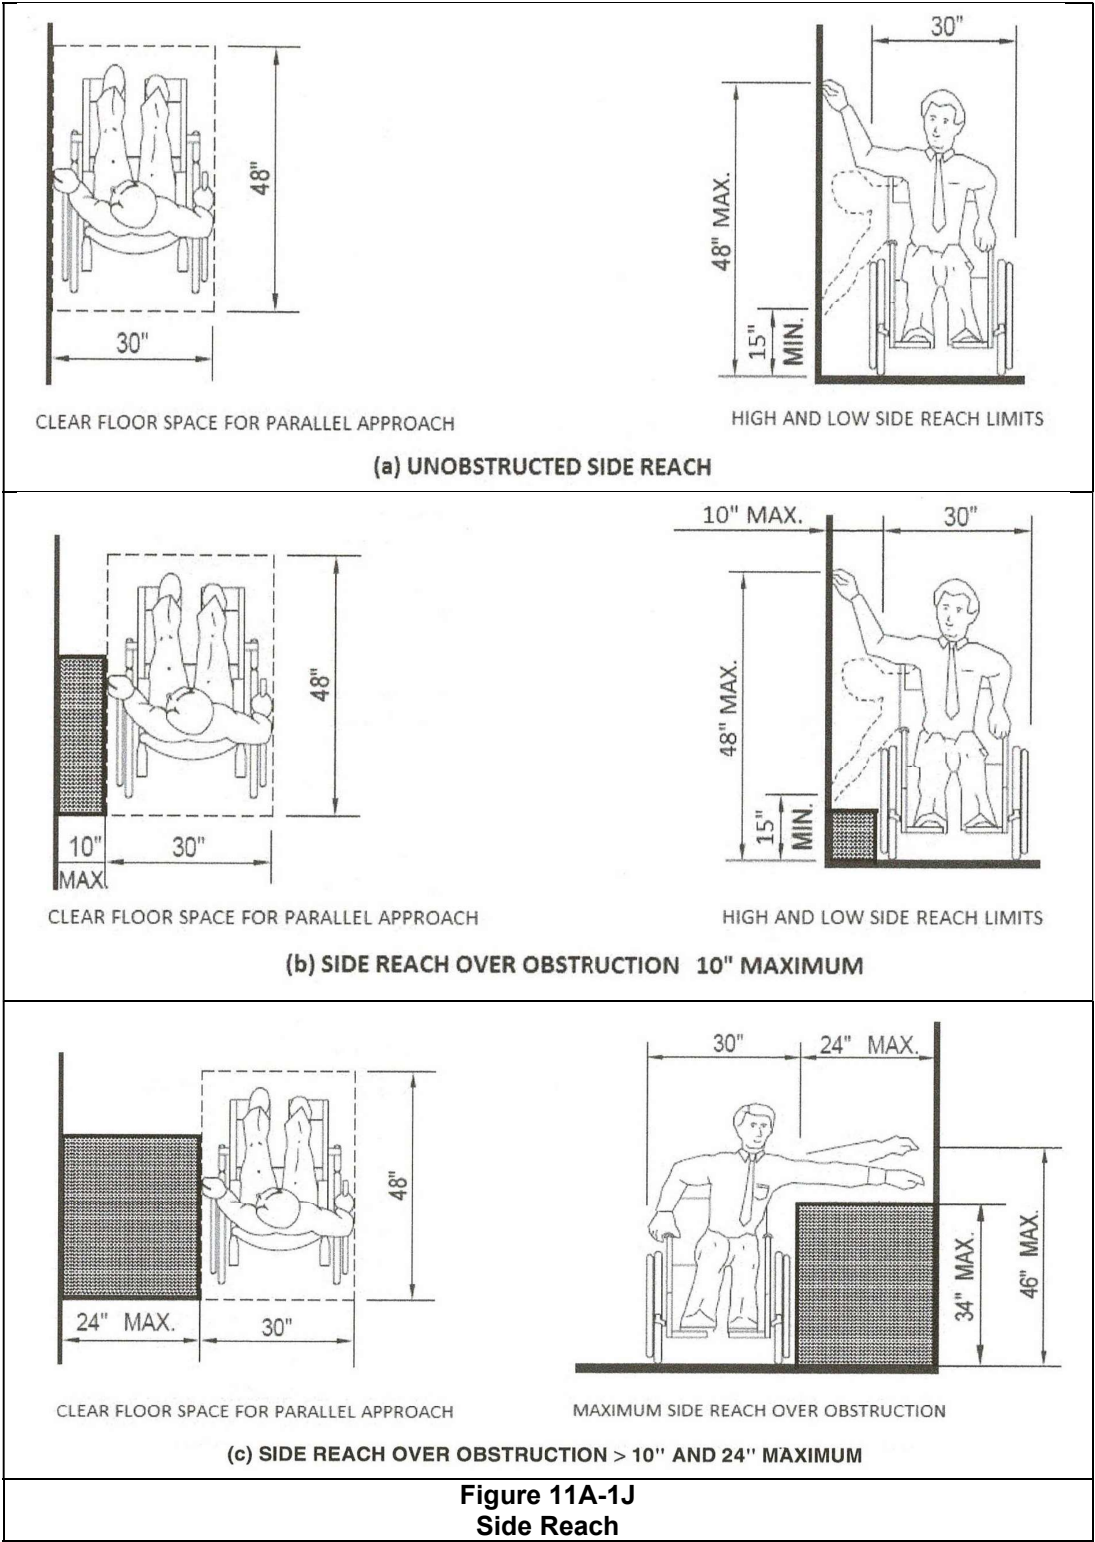 48"
30"
CLEAR FLOOR SPACE FOR PARALLEL APPROACH
30"
48" MAX.
15"
MIN.
HIGH AND LOW SIDE REACH LIMITS
(a) UNOBSTRUCTED SIDE REACH
48"
10"
MAX.
30"
CLEAR FLOOR SPACE FOR PARALLEL APPROACH
10" MAX.
30"
48" MAX.
15"
MIN.
HIGH AND LOW SIDE REACH LIMITS
(b) SIDE REACH OVER OBSTRUCTION 10" MAXIMUM
48"
24" MAX.
30"
CLEAR FLOOR SPACE FOR PARALLEL APPROACH
30"
24" MAX.
34" MAX.
46" MAX.
MAXIMUM SIDE REACH OVER OBSTRUCTION
(c) SIDE REACH OVER OBSTRUCTION > 10" AND 24" MAXIMUM
Figure 11A-1J
Side Reach